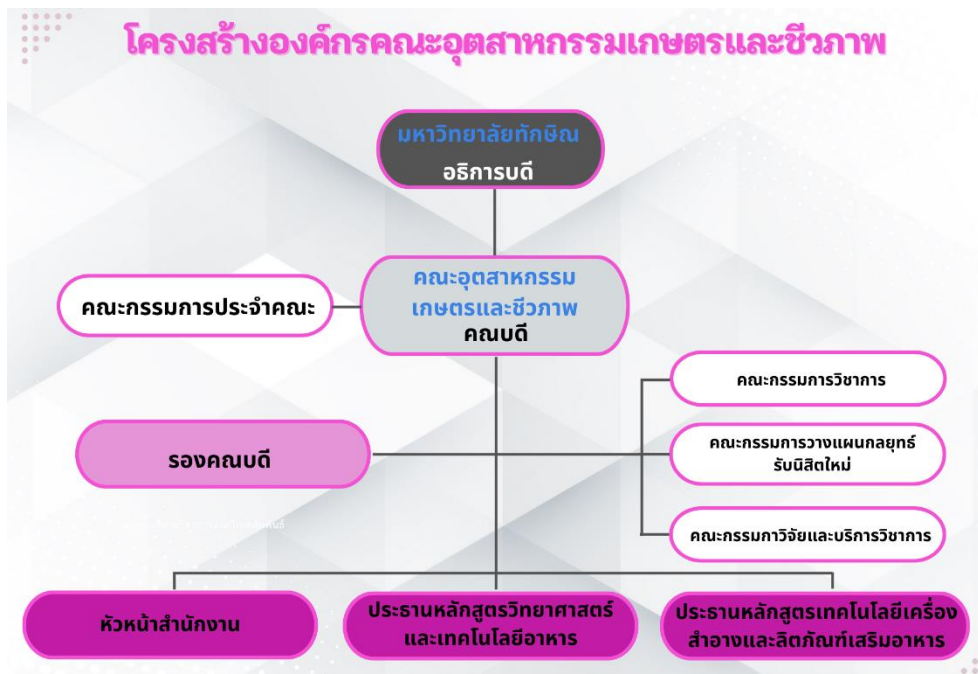 โครงสร้างองค์กรคณะอุตสาหกรรมเกษตรและชีวภาพ
มหาวิทยาลัยทักษิณ
อธิการบดี
คณะอุตสาหกรรม
เกษตรและชีวภาพ
คณบดี
คณะกรรมการประจำคณะ
คณะกรรมการวิชาการ
รองคณบดี
คณะกรรมการวางแผนกลยุทธ์
รับนิสิตใหม่
คณะกรรมกาวิจัยและบริการวิชาการ
หัวหน้าสำนักงาน
ประธานหลักสูตรวิทยาศาสตร์
และเทคโนโลยีอาหาร
ประธานหลักสูตรเทคโนโลยีเครื่อง
สำอางและลิตภัณฑ์เสริมอาหาร